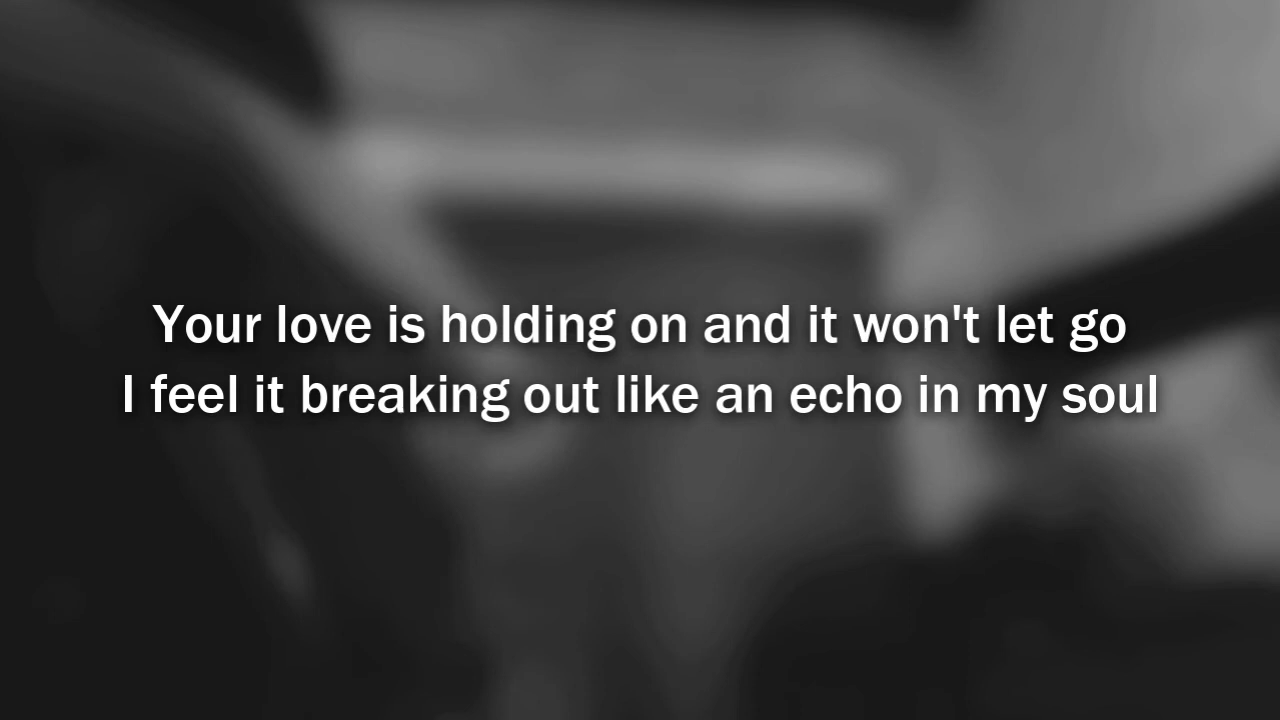 Your love is holding on and it won't let go
I feel it breaking out like an echo in my soul